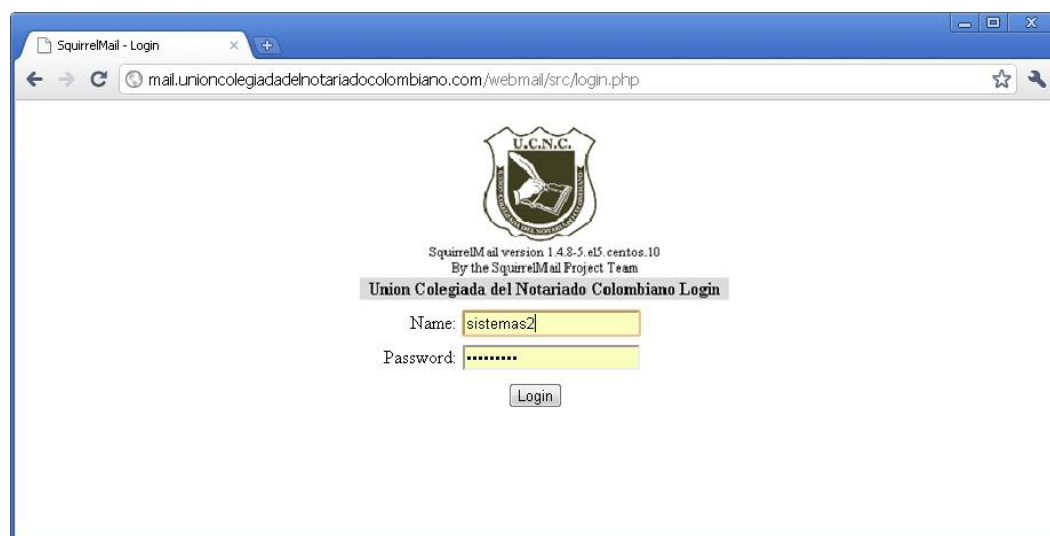 SquirrelMail - Login
mail.unioncolegiadadelnotariadocolombiano.com/webmail/src/login.php
U.C.N.C.
SquirrelMail version 1.4.8-5.el5.centos.10
By the SquirrelMail Project Team
Union Colegiada del Notariado Colombiano Login
Name: sistemas2
Password: •••••••••
Login